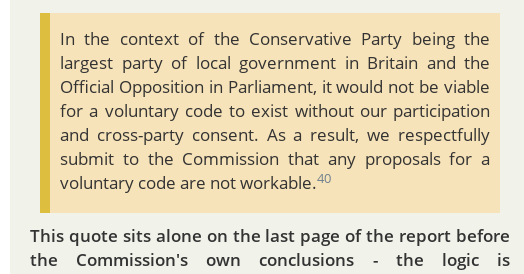 In the context of the Conservative Party being the
largest party of local government in Britain and the
Official Opposition in Parliament, it would not be viable
for a voluntary code to exist without our participation
and cross-party consent. As a result, we respectfully
submit to the Commission that any proposals for a
voluntary code are not workable.40
This quote sits alone on the last page of the report before
the Commission's own conclusions - the logic is